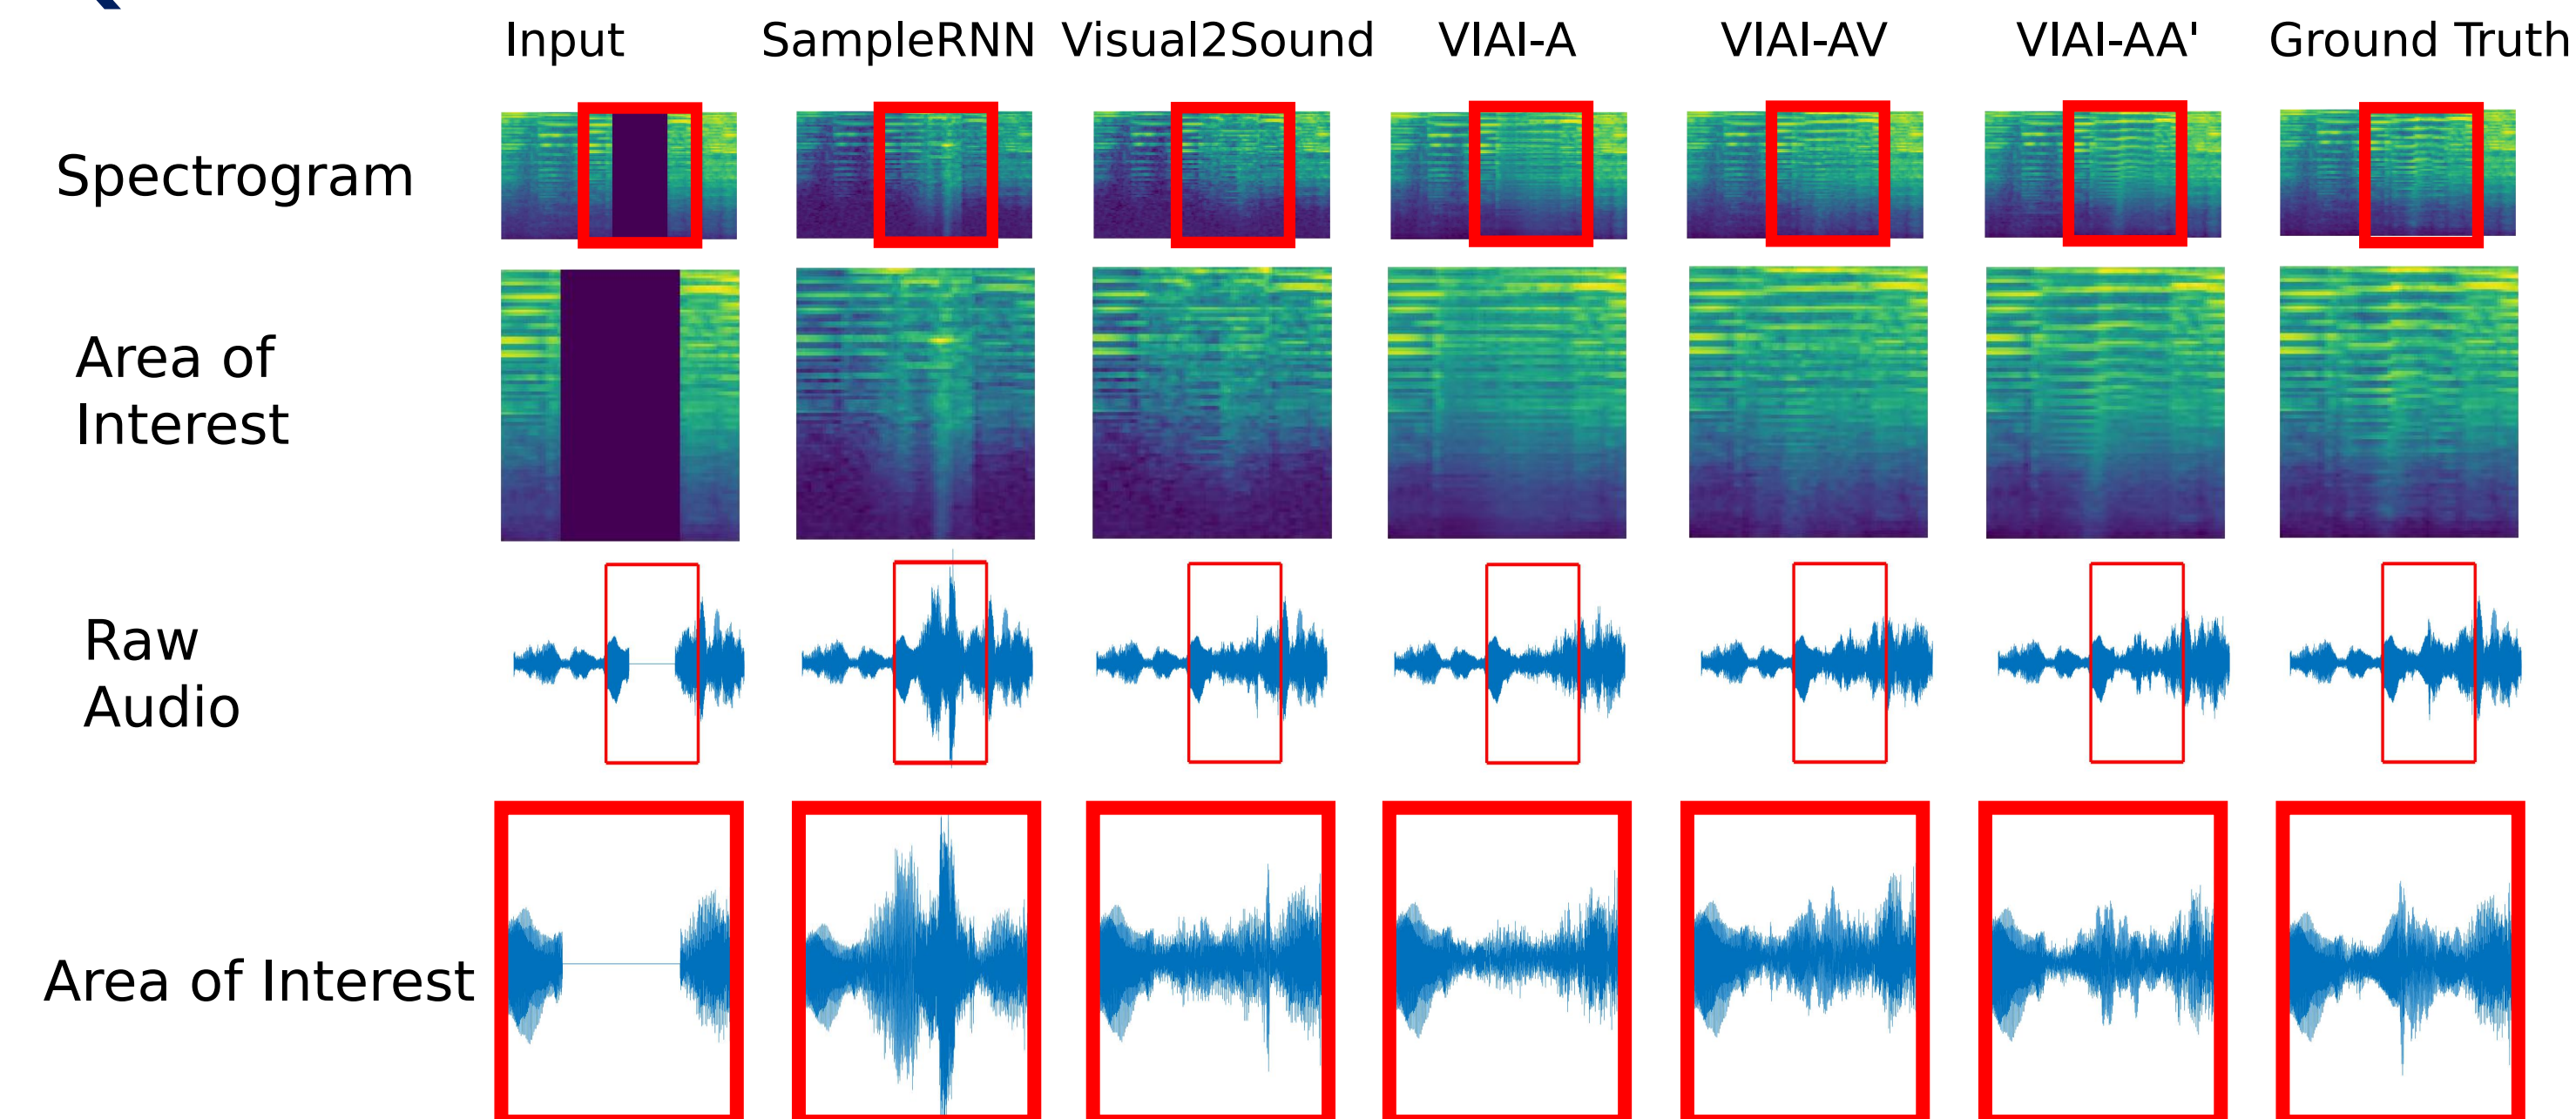 Input SampleRNN Visual2Sound VIAI-A VIAI-AV VIAI-AA' Ground Truth
Spectrogram
Area of
Interest
Raw
Audio
Area of Interest